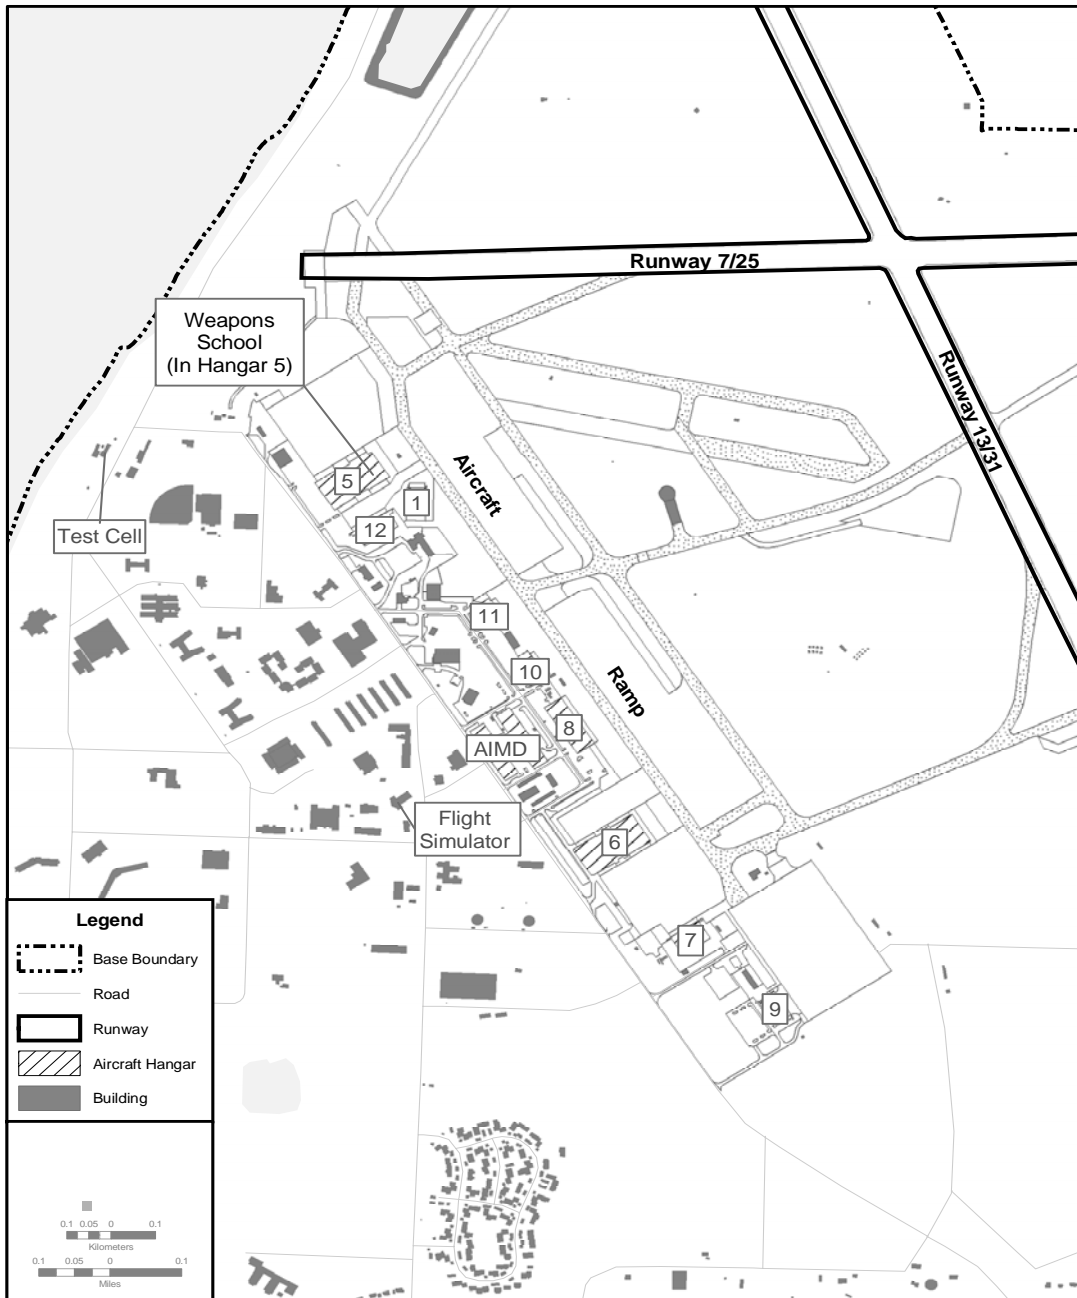 Runway 7/25
Weapons
School
(In Hangar 5)
Runway 13/31
Aircraft
5
1
12
Test Cell
11
10
Ramp
8
AIMD
Flight
Simulator
6
7
9
Legend
Base Boundary
Road
Runway
Aircraft Hangar
Building
0.1 0.05 0 0.1
Kilometers
0.1 0.05 0 0.1
Miles